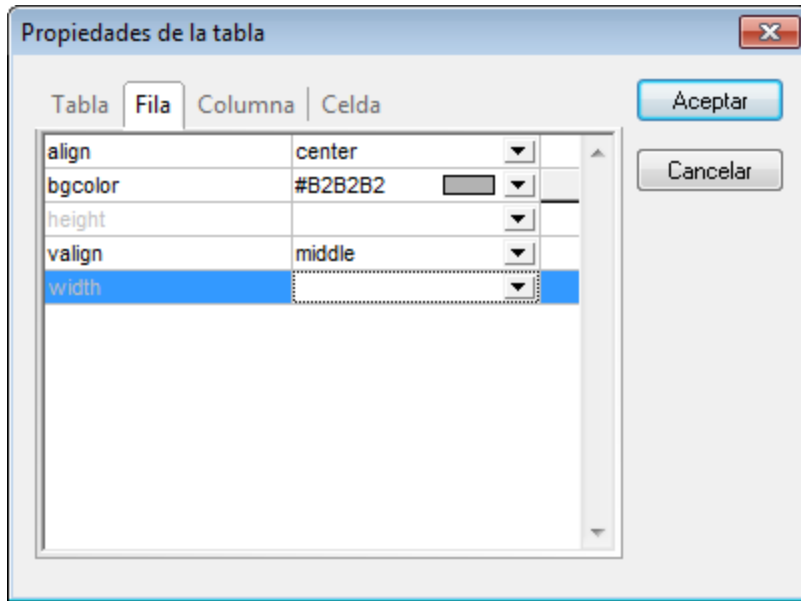 Propiedades de la tabla
Tabla Fila Columna Celda
Aceptar
Cancelar
align center
bgcolor #B2B2B2
height
valign middle
width